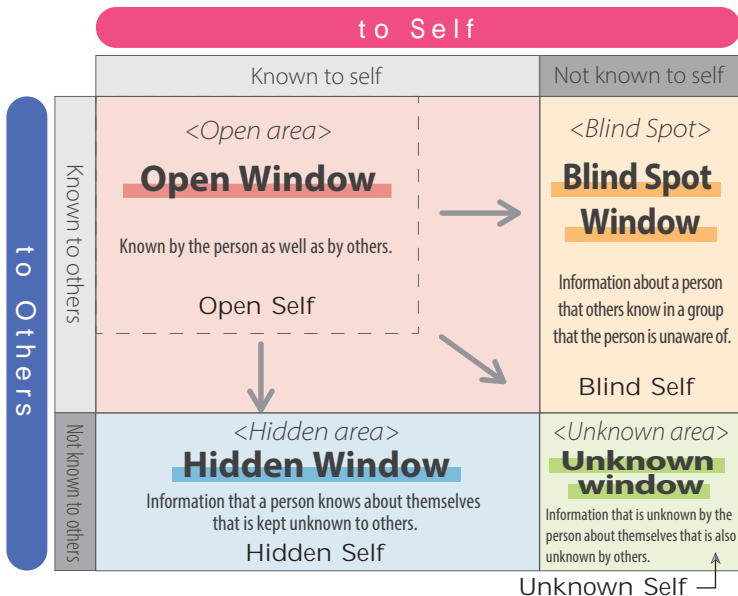 to Self
Known to self
Not known to self
to Others
Known to others
<Open area>
Open Window
Known by the person as well as by others.
Open Self
<Blind Spot>
Blind Spot
Window
Information about a person
that others know in a group
that the person is unaware of.
Blind Self
Not known to others
<Hidden area>
Hidden Window
Information that a person knows about themselves
that is kept unknown to others.
Hidden Self
<Unknown area>
Unknown
window
Information that is unknown by the
person about themselves that is also
unknown by others.
Unknown Self